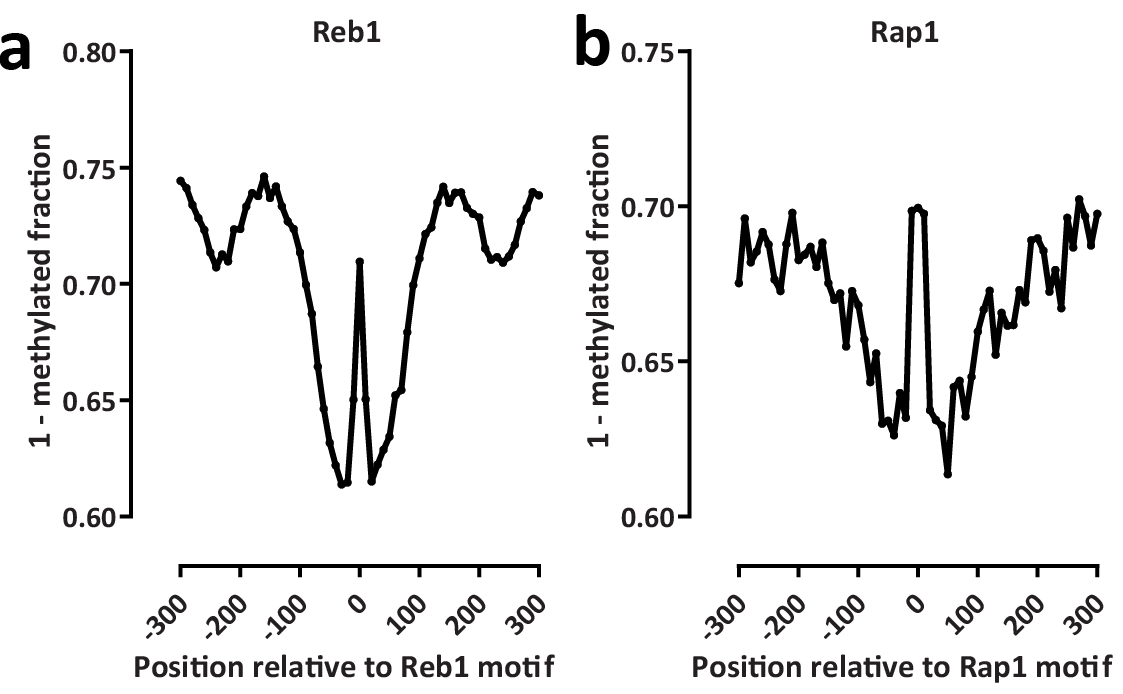 a
Reb1
0.80
0.75
0.70
0.65
0.60
1 - methylated fraction
-300
-200
-100
0
100
200
300
Position relative to Reb1 motif
b
Rap1
0.75
0.70
0.65
0.60
1 - methylated fraction
-300
-200
-100
0
100
200
300
Position relative to Rap1 motif